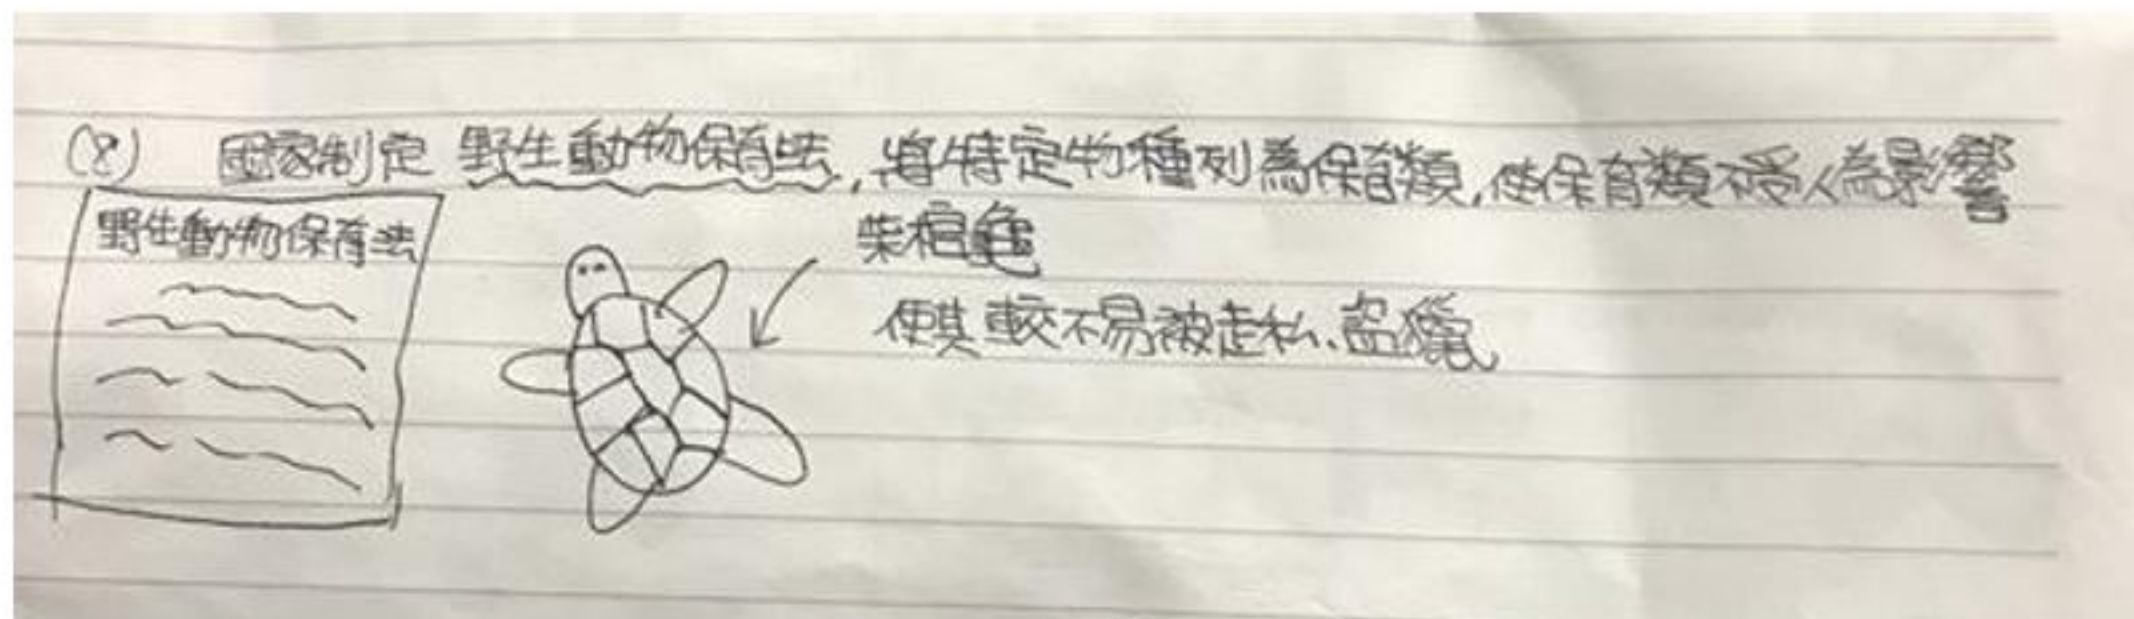 (8) 國家制定 野生動物保育法,將特定物種列為保育類,使保育類不受人為影響
野生動物保育法
柴棺龜
使其較不易被走私、盜獵